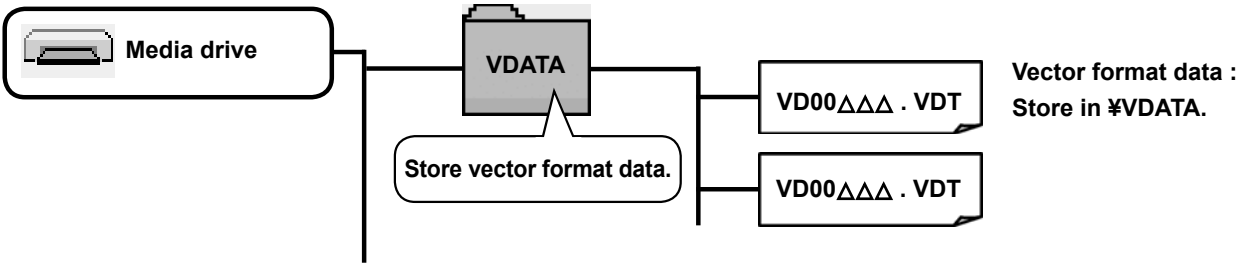 Media drive
VDATA
Store vector format data.
VD00△△△ . VDT
VD00△△△ . VDT
Vector format data :
Store in ¥VDATA.